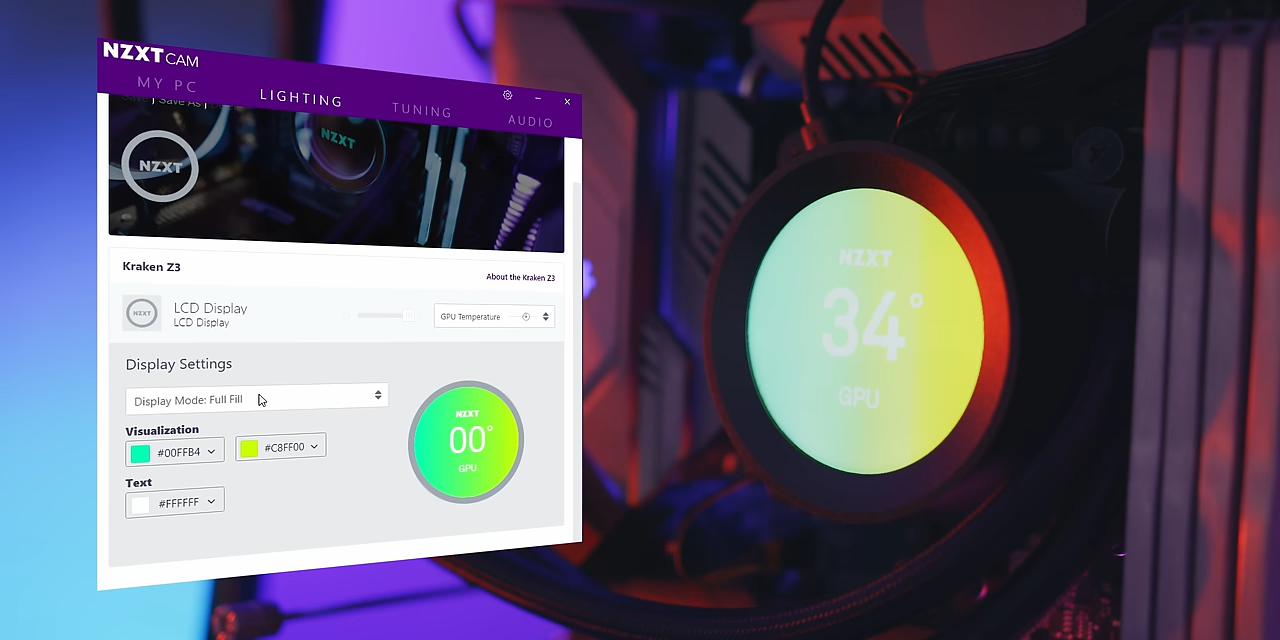 NZXT CAM
MY PC
LIGHTING
TUNING
AUDIO
Save As |
NZXT
NZXT
Kraken Z3
About the Kraken Z3
NZXT
LCD Display
LCD Display
GPU Temperature
Display Settings
Display Mode: Full Fill
Visualization
#00FFB4
#C8FF00
Text
#FFFFFF
NZXT
00°
GPU
NZXT
34°
GPU